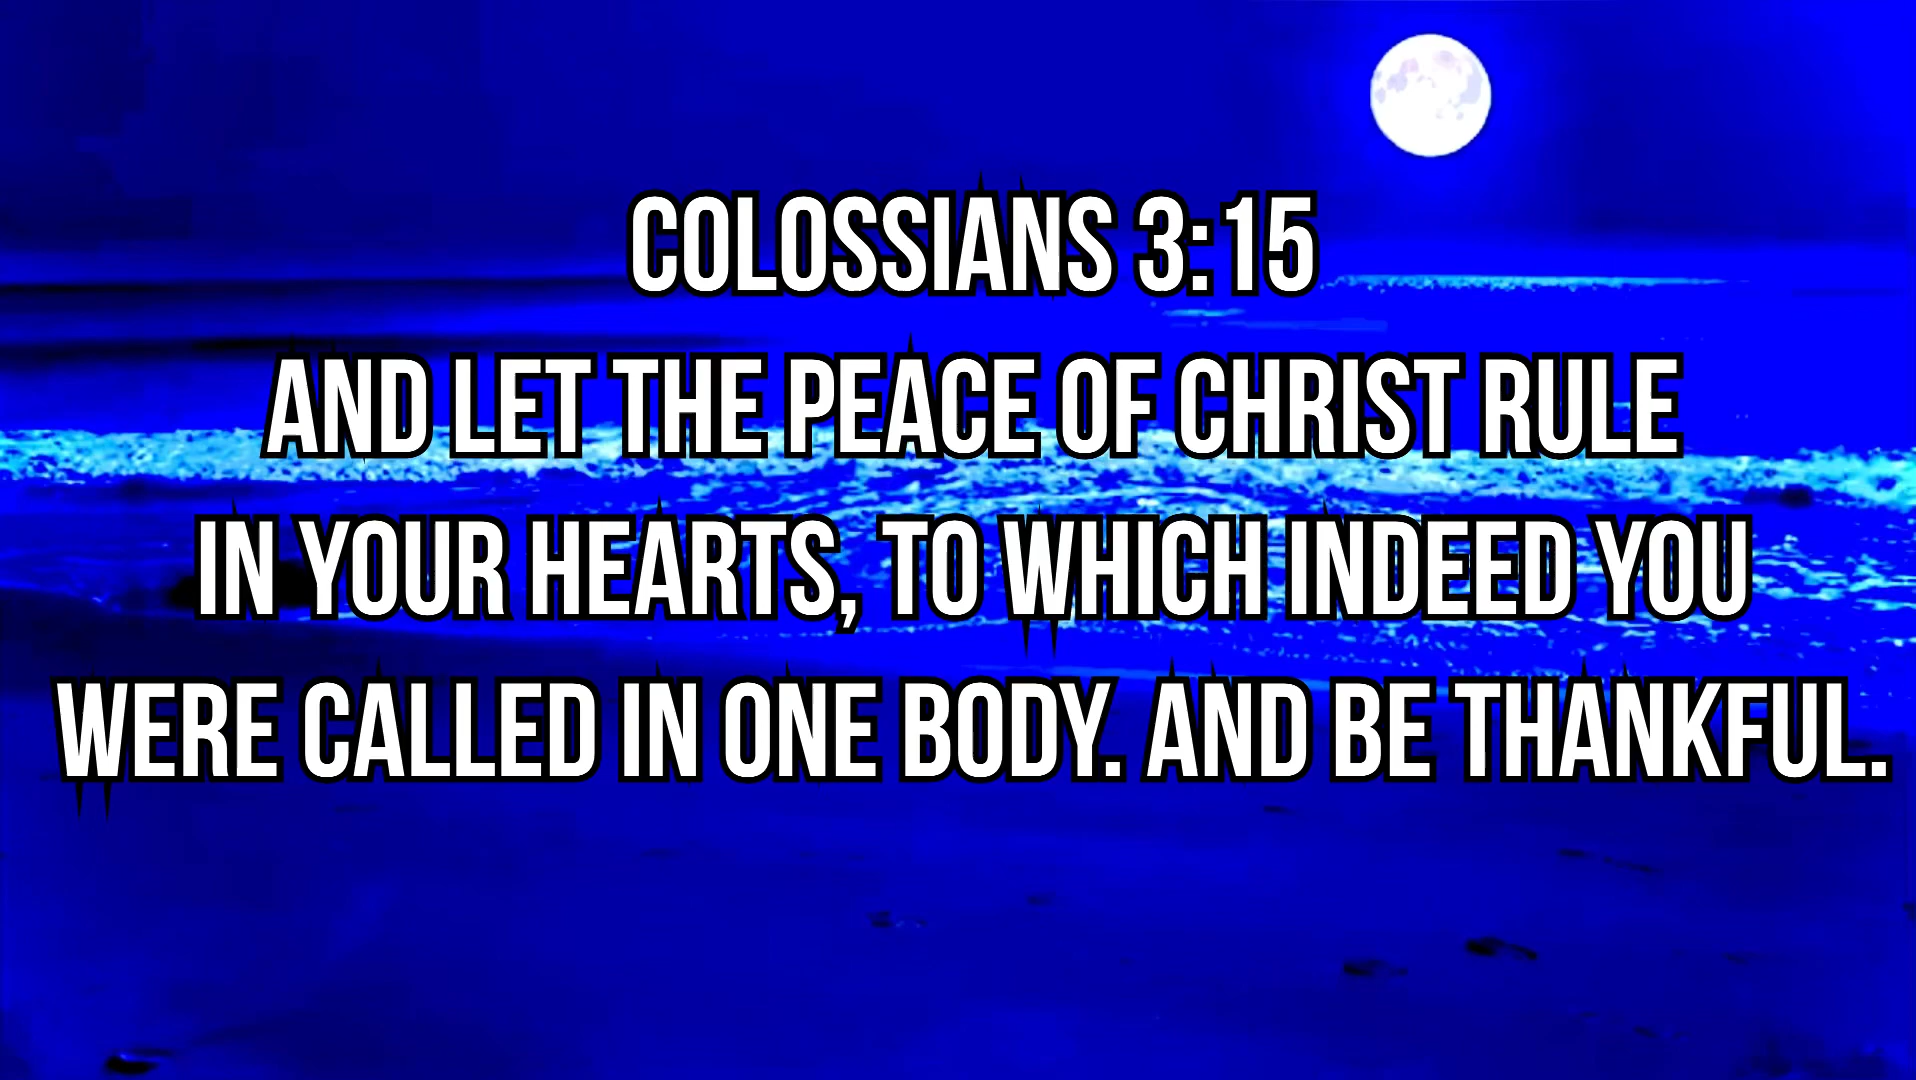 COLOSSIANS 3:15
AND LET THE PEACE OF CHRIST RULE
IN YOUR HEARTS, TO WHICH INDEED YOU
WERE CALLED IN ONE BODY. AND BE THANKFUL.